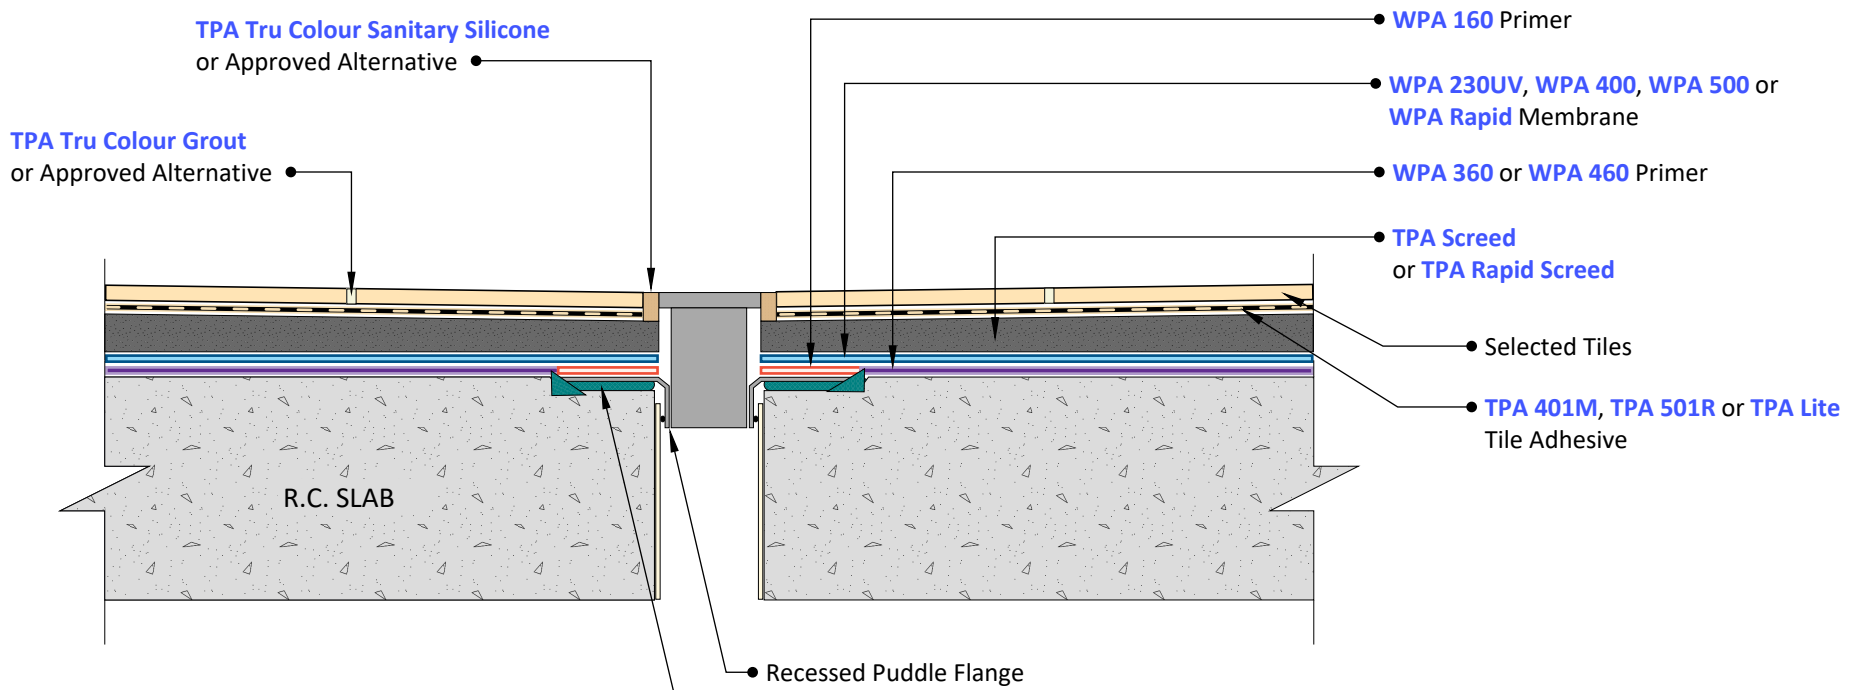 TPA Tru Colour Sanitary Silicone
or Approved Alternative
TPA Tru Colour Grout
or Approved Alternative
WPA 160 Primer
WPA 230UV, WPA 400, WPA 500 or
WPA Rapid Membrane
WPA 360 or WPA 460 Primer
TPA Screed
or TPA Rapid Screed
Selected Tiles
TPA 401M, TPA 501R or TPA Lite
Tile Adhesive
R.C. SLAB
Recessed Puddle Flange